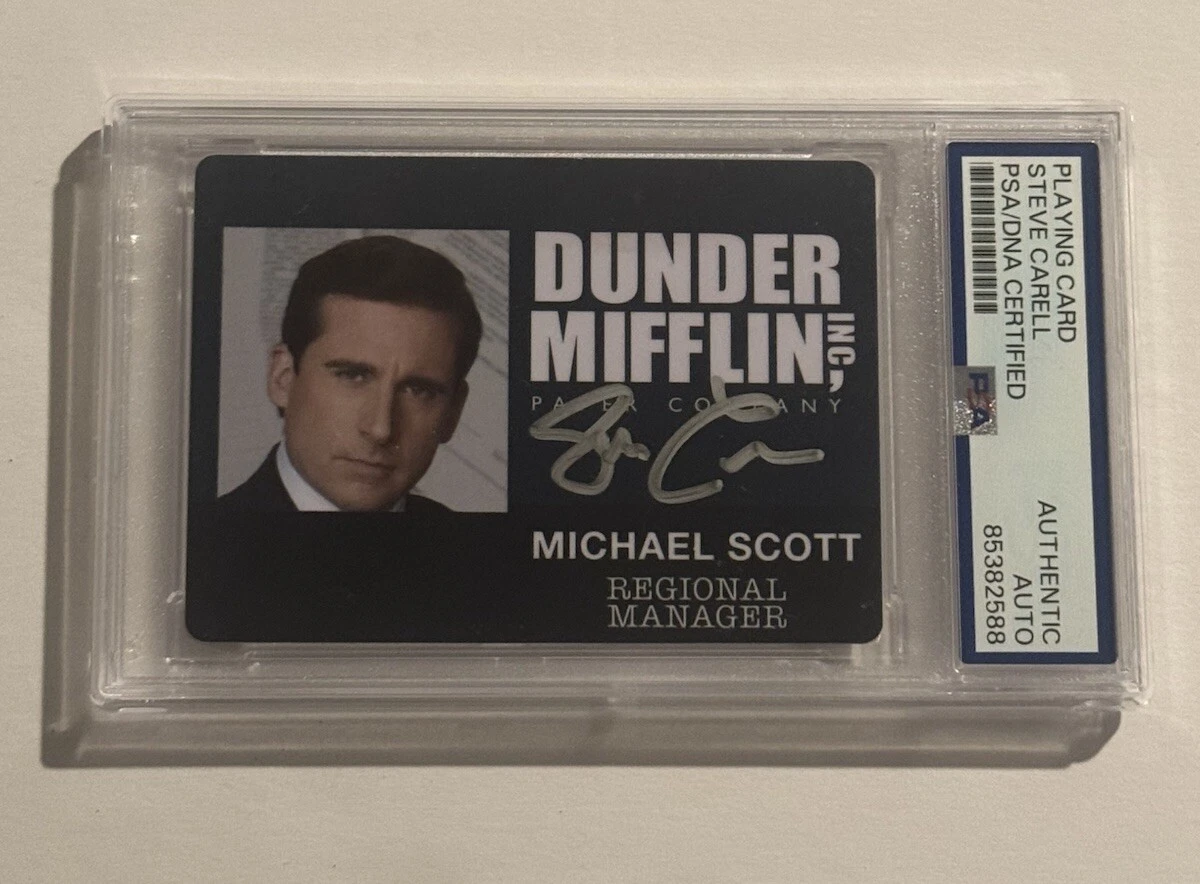 DUNDER
MIFFLIN,
INC
PAPER COMPANY
MICHAEL SCOTT
REGIONAL
MANAGER
PLAYING CARD
STEVE CARELL
PSA/DNA CERTIFIED
PSA
AUTHENTIC
AUTO
85382588